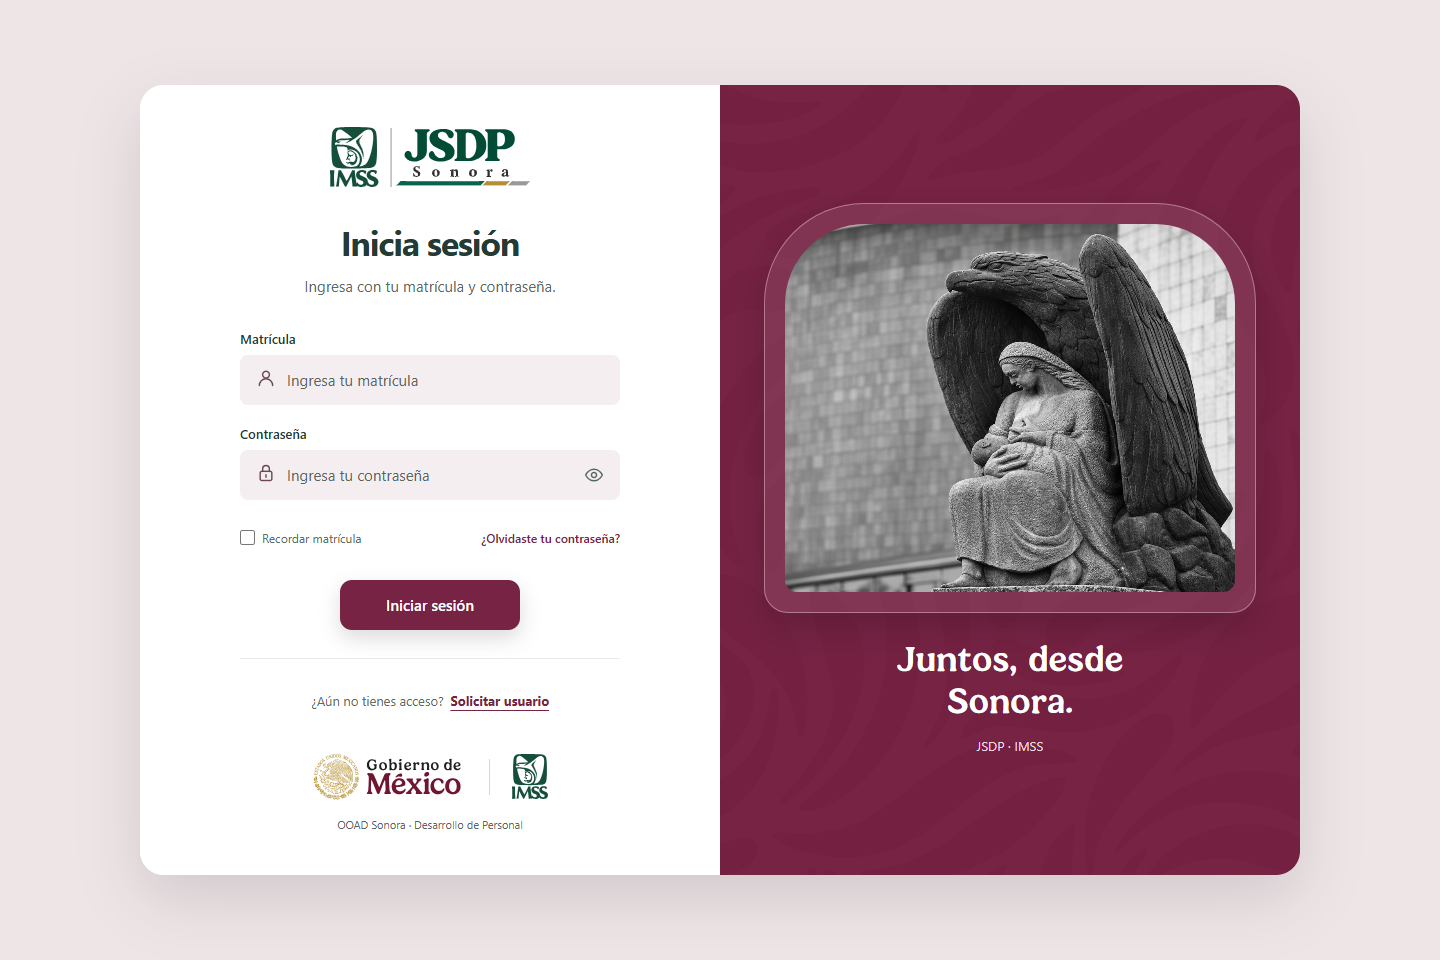 IMSS
JSDP
Sonora
Inicia sesión
Ingresa con tu matrícula y contraseña.
Matrícula
Ingresa tu matrícula
Contraseña
Ingresa tu contraseña
Recordar matrícula
¿Olvidaste tu contraseña?
Iniciar sesión
¿Aún no tienes acceso? Solicitar usuario
Gobierno de
México
IMSS
OOAD Sonora · Desarrollo de Personal
Juntos, desde
Sonora.
JSDP · IMSS